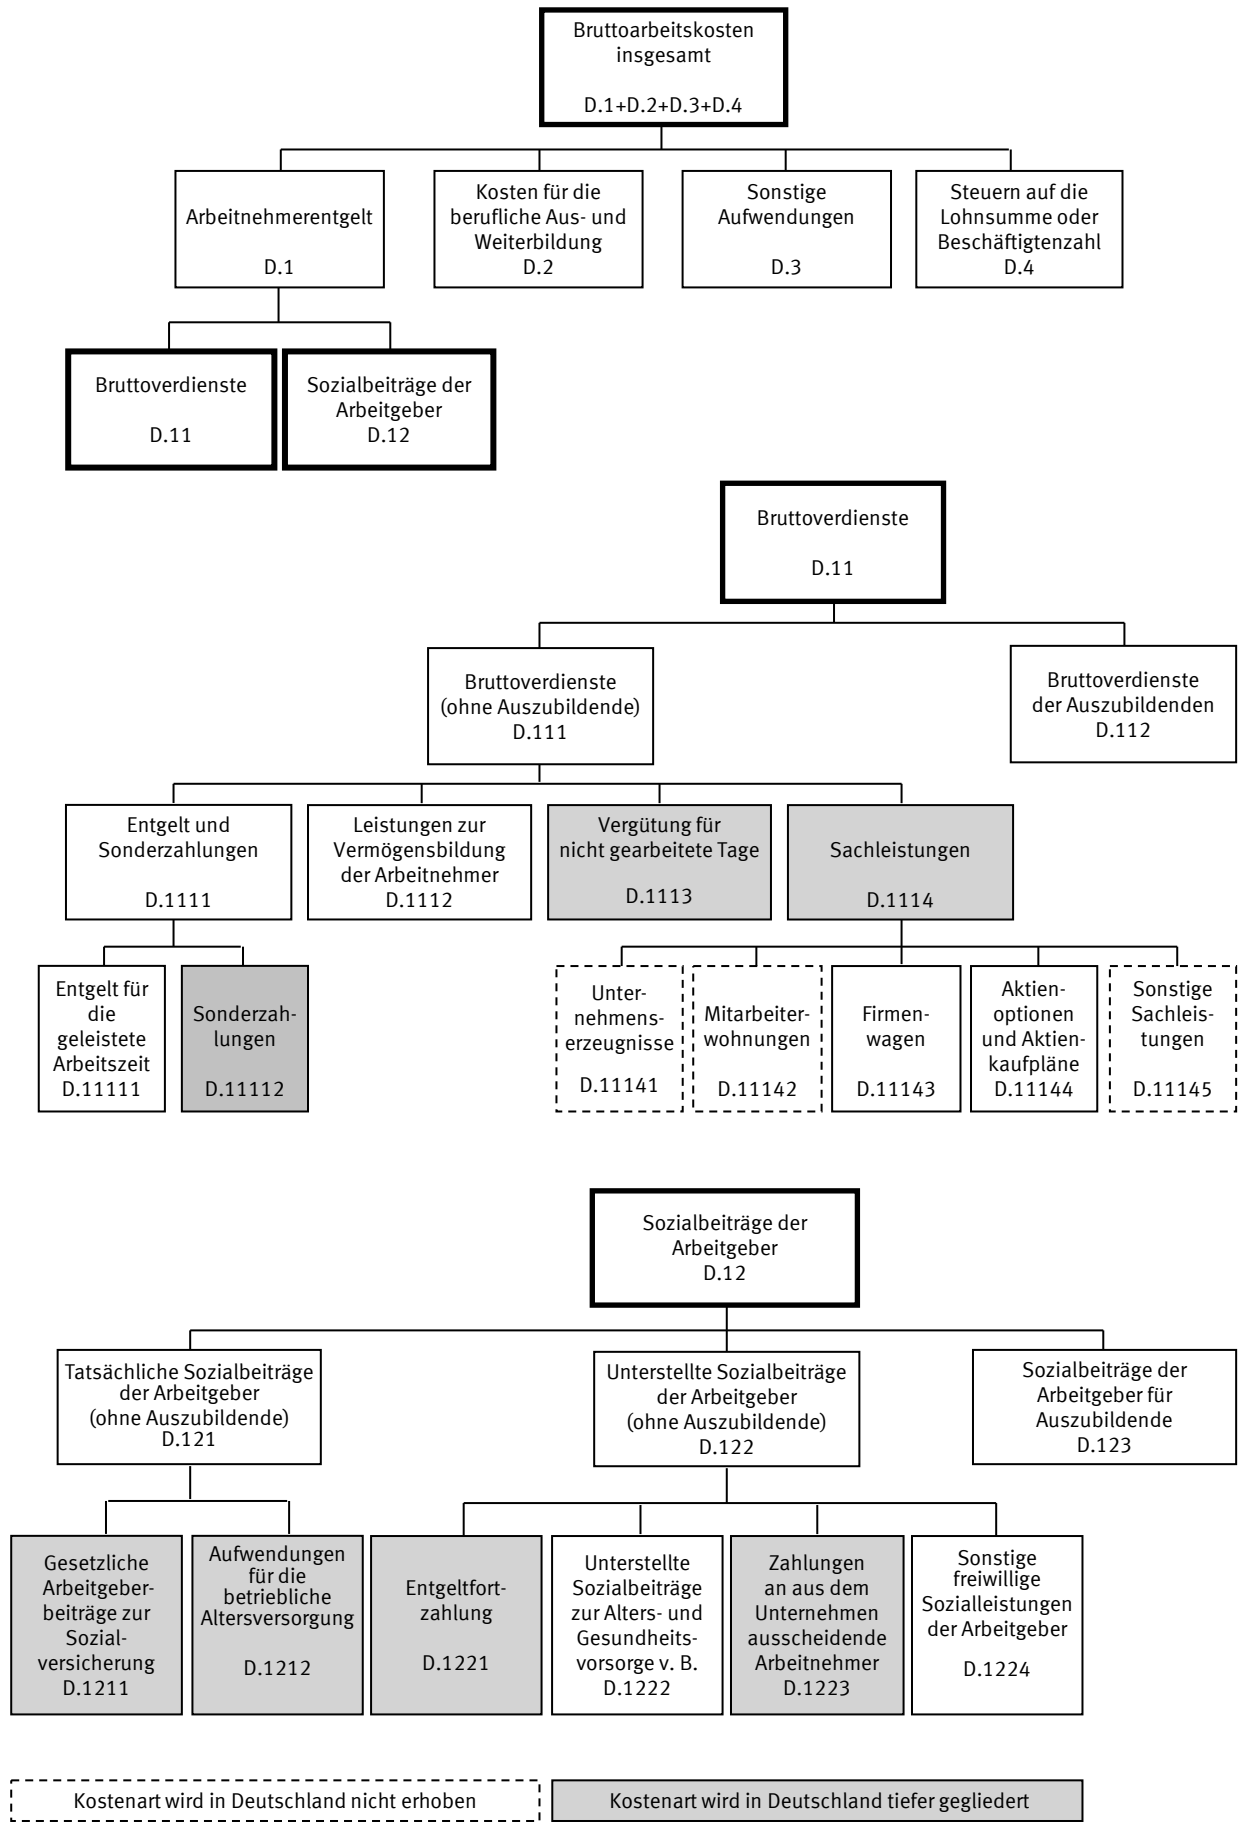 Bruttoarbeitskosten
insgesamt
D.1+D.2+D.3+D.4
Arbeitnehmerentgelt
D.1
Kosten für die
berufliche Aus- und
Weiterbildung
D.2
Sonstige
Aufwendungen
D.3
Steuern auf die
Lohnsumme oder
Beschäftigtenzahl
D.4
Bruttoverdienste
D.11
Sozialbeiträge der
Arbeitgeber
D.12
Bruttoverdienste
D.11
Bruttoverdienste
(ohne Auszubildende)
D.111
Bruttoverdienste
der Auszubildenden
D.112
Entgelt und
Sonderzahlungen
D.1111
Leistungen zur
Vermögensbildung
der Arbeitnehmer
D.1112
Vergütung für
nicht gearbeitete Tage
D.1113
Sachleistungen
D.1114
Entgelt für
die
geleistete
Arbeitszeit
D.11111
Sonderzah-
lungen
D.11112
Unter-
nehmens-
erzeugnisse
D.11141
Mitarbeiter-
wohnungen
D.11142
Firmen-
wagen
D.11143
Aktien-
optionen
und Aktien-
kaufpläne
D.11144
Sonstige
Sachleis-
tungen
D.11145
Sozialbeiträge der
Arbeitgeber
D.12
Tatsächliche Sozialbeiträge
der Arbeitgeber
(ohne Auszubildende)
D.121
Unterstellte Sozialbeiträge
der Arbeitgeber
(ohne Auszubildende)
D.122
Sozialbeiträge der
Arbeitgeber für
Auszubildende
D.123
Gesetzliche
Arbeitgeber-
beiträge zur
Sozial-
versicherung
D.1211
Aufwendungen
für die
betriebliche
Altersversorgung
D.1212
Entgeltfort-
zahlung
D.1221
Unterstellte
Sozialbeiträge
zur Alters- und
Gesundheits-
vorsorge v. B.
D.1222
Zahlungen
an aus dem
Unternehmen
ausscheidende
Arbeitnehmer
D.1223
Sonstige
freiwillige
Sozialleistungen
der Arbeitgeber
D.1224
Kostenart wird in Deutschland nicht erhoben
Kostenart wird in Deutschland tiefer gegliedert